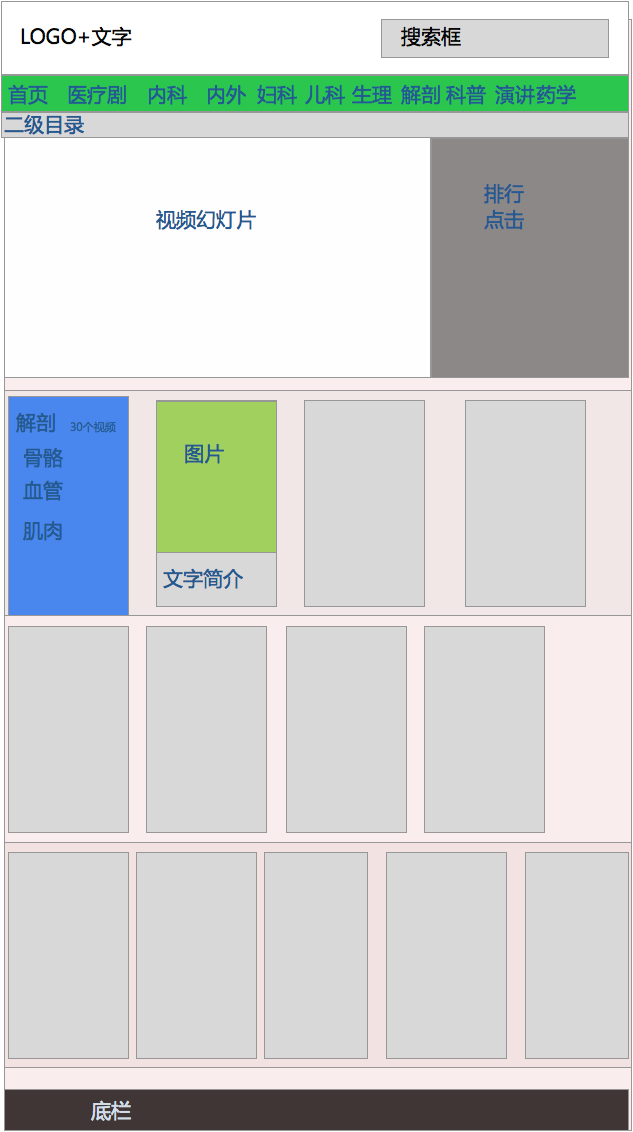 LOGO+文字 搜索框
首页 医疗剧 内科 内外 妇科 儿科 生理 解剖 科普 演讲 药学
二级目录
视频幻灯片
排行
点击
解剖 30个视频
骨骼
血管
肌肉
图片
文字简介
底栏